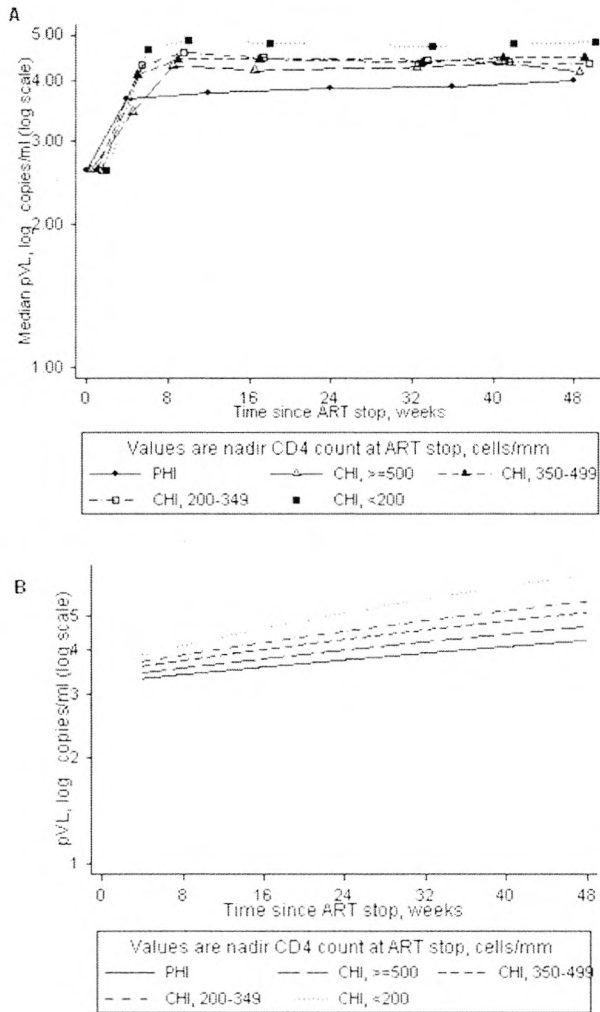 A
Median pVL, log copies/ml (log scale)
5.00
4.00
3.00
2.00
1.00
0 8 16 24 32 40 48
Time since ART stop, weeks
Values are nadir CD4 count at ART stop, cells/mm
PHI CHI, >=500 CHI, 350-499
CHI, 200-349 CHI, <200
B
pVL, log copies/ml (log scale)
5
4
3
2
1
0 8 16 24 32 40 48
Time since ART stop, weeks
Values are nadir CD4 count at ART stop, cells/mm
PHI CHI, >=500 CHI, 350-499
CHI, 200-349 CHI, <200